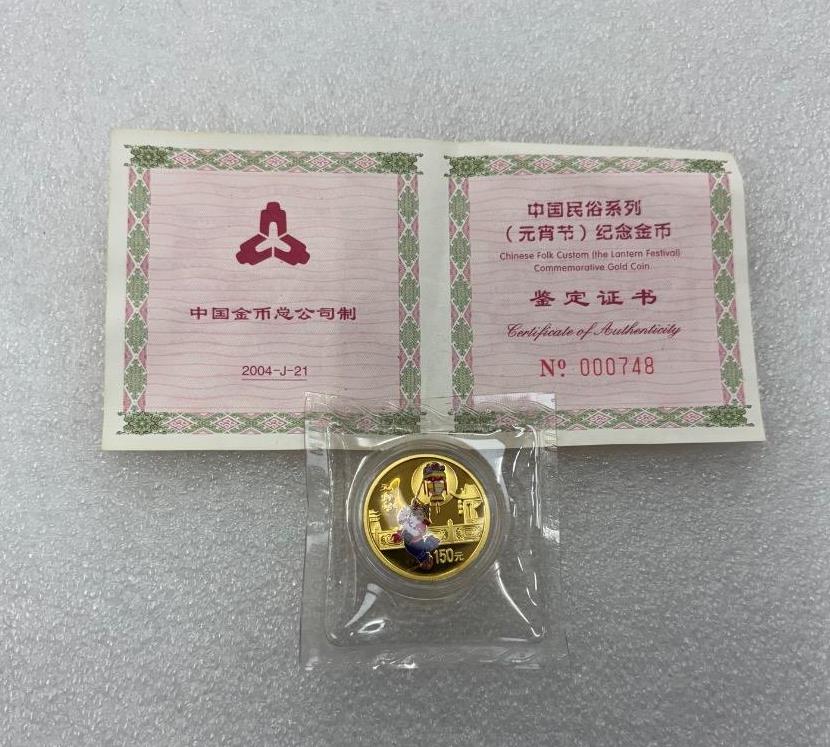 中国金币总公司制
2004-J-21
中国民俗系列
（元宵节）纪念金币
Chinese Folk Custom (the Lantern Festival)
Commemorative Gold Coin
鉴定证书
Certificate of Authenticity
Nº 000748
150元